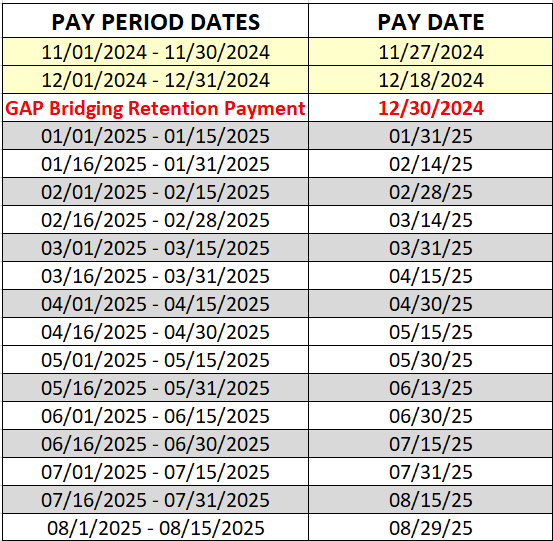 PAY PERIOD DATES PAY DATE
11/01/2024 - 11/30/2024 11/27/2024
12/01/2024 - 12/31/2024 12/18/2024
GAP Bridging Retention Payment 12/30/2024
01/01/2025 - 01/15/2025 01/31/25
01/16/2025 - 01/31/2025 02/14/25
02/01/2025 - 02/15/2025 02/28/25
02/16/2025 - 02/28/2025 03/14/25
03/01/2025 - 03/15/2025 03/31/25
03/16/2025 - 03/31/2025 04/15/25
04/01/2025 - 04/15/2025 04/30/25
04/16/2025 - 04/30/2025 05/15/25
05/01/2025 - 05/15/2025 05/30/25
05/16/2025 - 05/31/2025 06/13/25
06/01/2025 - 06/15/2025 06/30/25
06/16/2025 - 06/30/2025 07/15/25
07/01/2025 - 07/15/2025 07/31/25
07/16/2025 - 07/31/2025 08/15/25
08/1/2025 - 08/15/2025 08/29/25